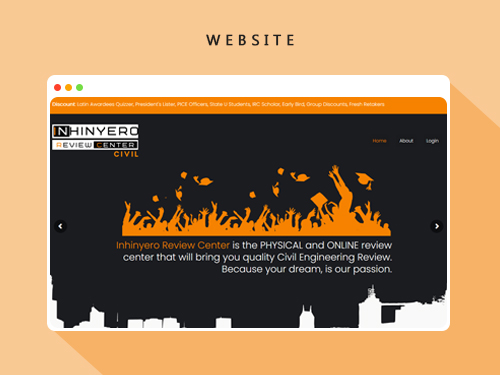 WEBSITE
Discount: Latin Awardees Quizer, President's Lister, PICE Officers, State U Students, IRC Scholar, Early Bird, Group Discounts, Fresh Retakers
INHINYERO
REVIEW CENTER
CIVIL
Home About Login
Inhinyero Review Center is the PHYSICAL and ONLINE review
center that will bring you quality Civil Engineering Review.
Because your dream, is our passion.